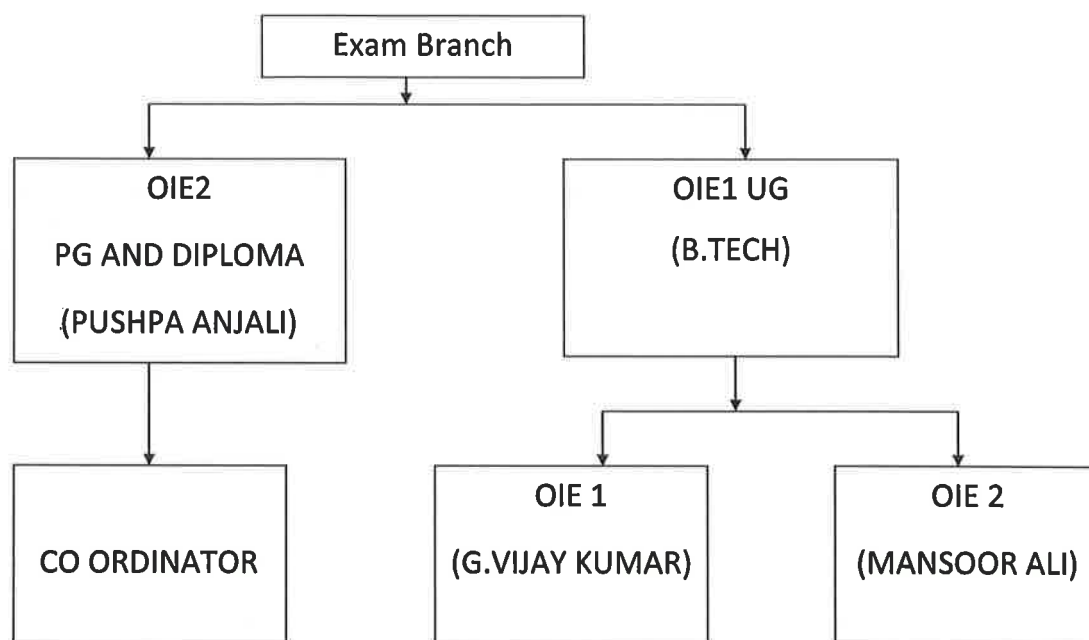 Exam Branch
OIE2
PG AND DIPLOMA
(PUSHPA ANJALI)
OIE1 UG
(B.TECH)
CO ORDINATOR
OIE 1
(G.VIJAY KUMAR)
OIE 2
(MANSOOR ALI)